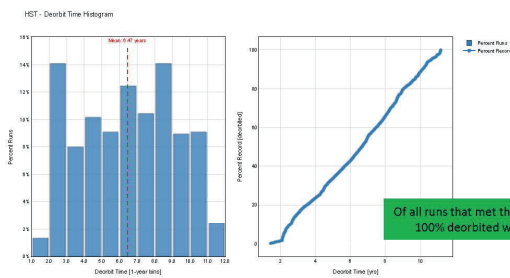 HST - Deorbit Time Histogram
Mean: 6.47 years
16%
14%
12%
10%
8%
6%
4%
2%
0%
Percent Runs
1.0 2.0 3.0 4.0 5.0 6.0 7.0 8.0 9.0 10.0 11.0 12.0
Deorbit Time [1-year bins]
100
80
60
40
20
0
Percent Record [deorbited]
2 4 6 8 10
Deorbit Time [yrs]
Percent Runs
Percent Recor
Of all runs that met th
100% deorbited w